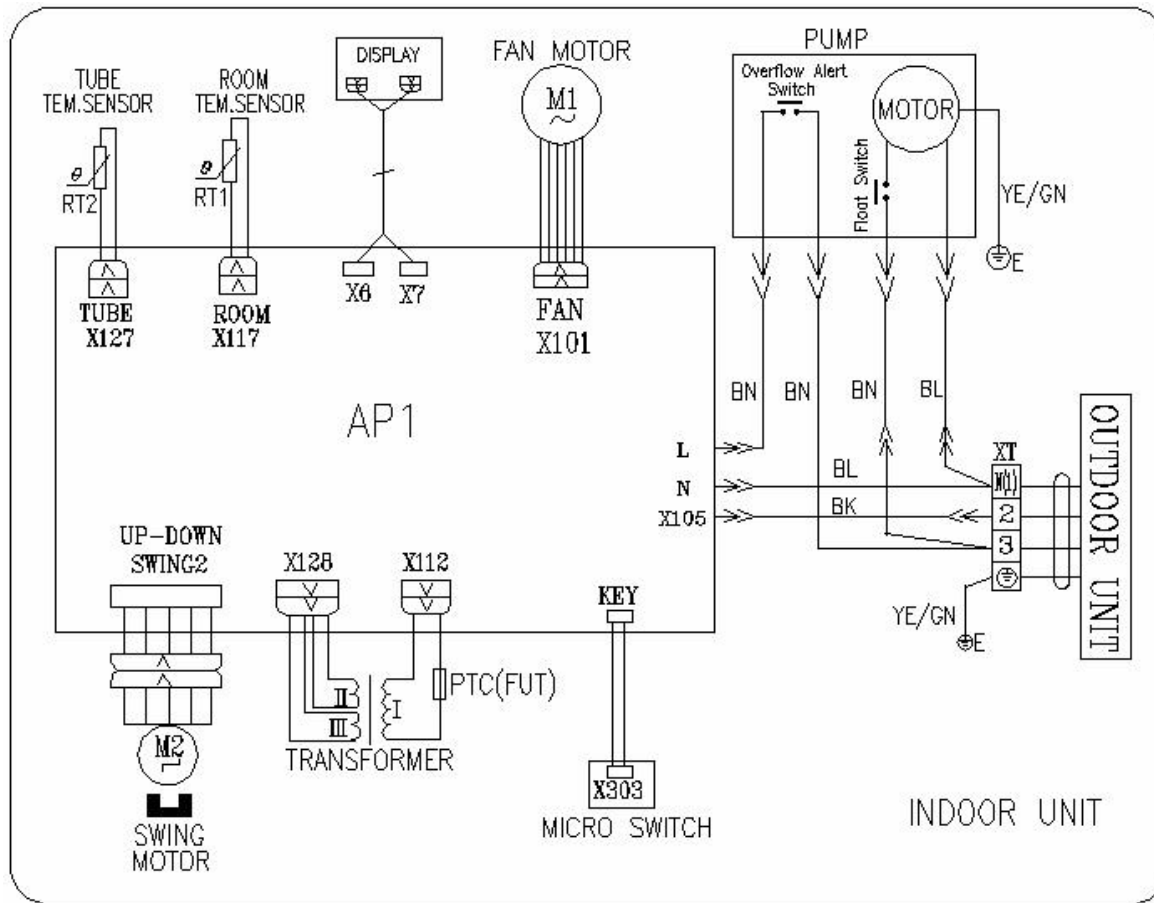 TUBE
TEM.SENSOR
ROOM
TEM.SENSOR
DISPLAY
FAN MOTOR
M1
PUMP
Overflow Alert
Switch
MOTOR
Float Switch
YE/GN
E
θ
RT2
θ
RT1
TUBE
X127
ROOM
X117
X6
X7
FAN
X101
AP1
BN
BN
BN
BL
L
N
X105
BL
BK
XT
N(1)
2
3
OUTDOOR UNIT
YE/GN
E
UP-DOWN
SWING2
X128
X112
KEY
II
III
I
PTC(FUT)
TRANSFORMER
M2
SWING
MOTOR
X303
MICRO SWITCH
INDOOR UNIT